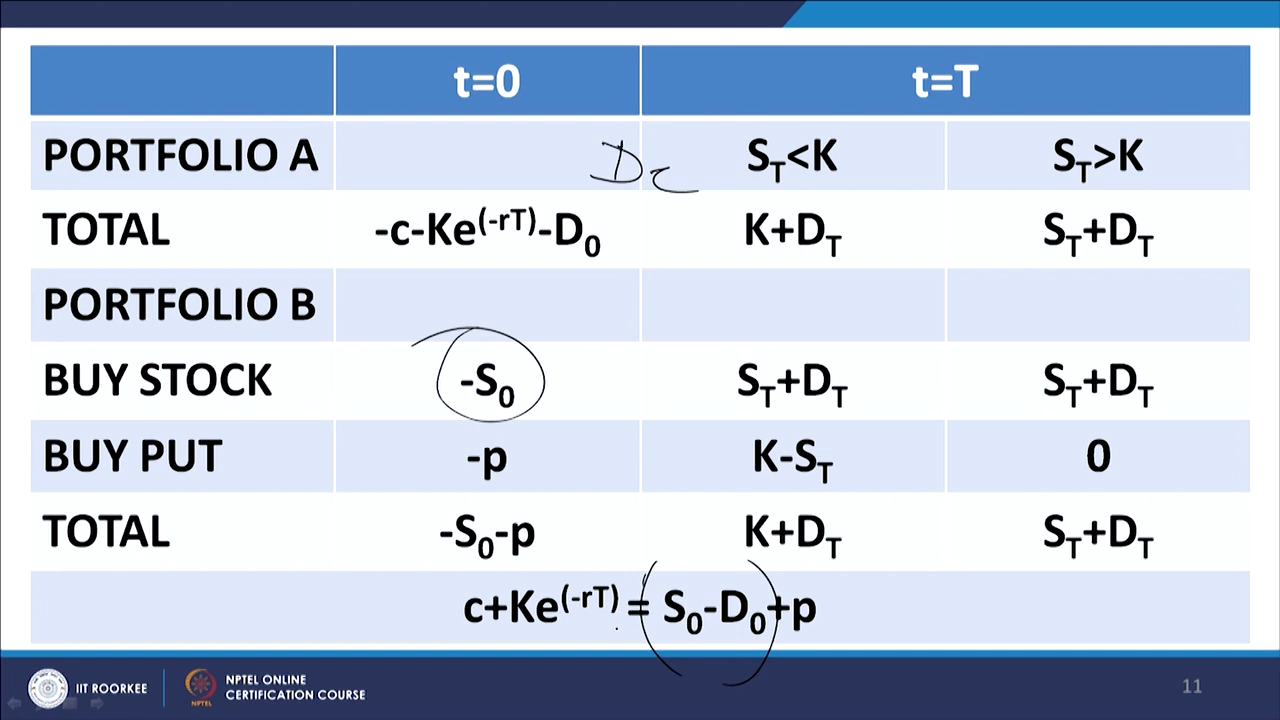 t=0 t=T
PORTFOLIO A S_T<K S_T>K
TOTAL -c-Ke^(-rT)-D_0 K+D_T S_T+D_T
PORTFOLIO B
BUY STOCK -S_0 S_T+D_T S_T+D_T
BUY PUT -p K-S_T 0
TOTAL -S_0-p K+D_T S_T+D_T
c+Ke^(-rT)= S_0-D_0+p
IIT ROORKEE
NPTEL
NPTEL ONLINE
CERTIFICATION COURSE
11